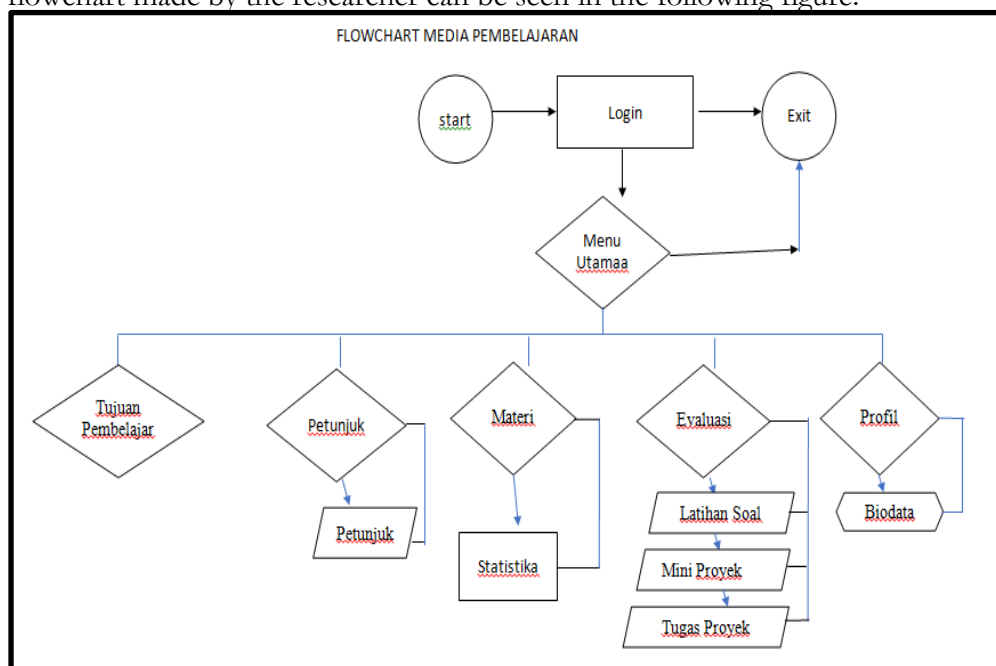 flowchart made by the researcher can be seen in the following figure.
FLOWCHART MEDIA PEMBELAJARAN
start
Login
Exit
Menu
Utamaa
Tujuan
Pembelajar
Petunjuk
Materi
Evaluasi
Profil
Petunjuk
Statistika
Latihan Soal
Biodata
Mini Proyek
Tugas Proyek